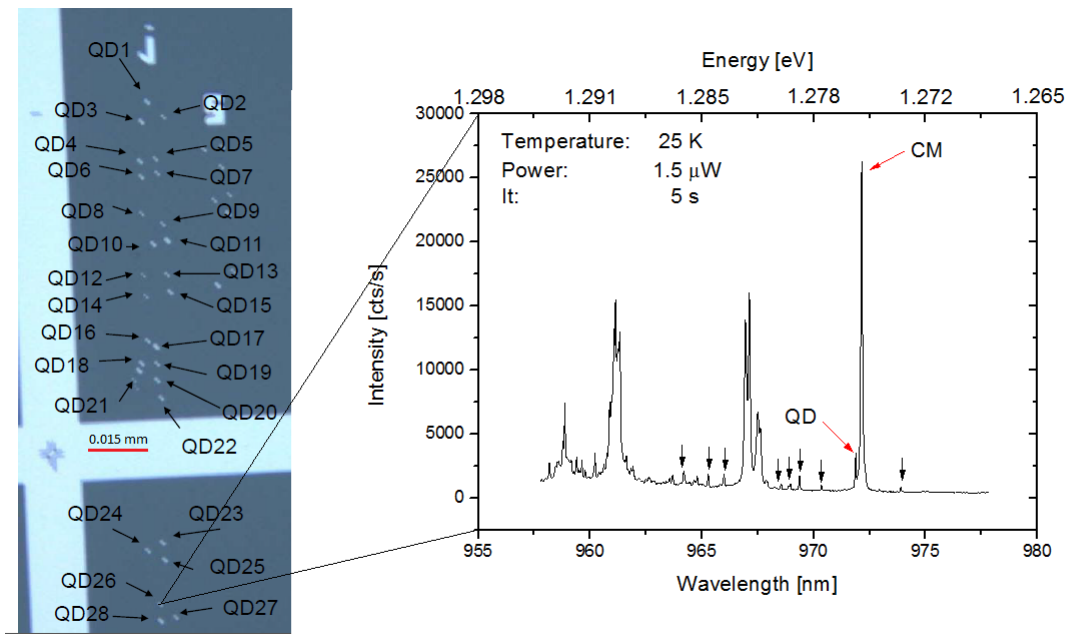 j
QD1
QD2
QD3
QD4
QD5
QD6
QD7
QD8
QD9
QD10
QD11
QD12
QD13
QD14
QD15
QD16
QD17
QD18
QD19
QD21
QD20
QD22
0.015 mm
QD24
QD23
QD25
QD26
QD28
QD27
Energy [eV]
1.298 1.291 1.285 1.278 1.272 1.265
30000
25000
20000
15000
10000
5000
0
Intensity [cts/s]
Temperature: 25 K
Power: 1.5 μW
It: 5 s
CM
QD
955 960 965 970 975 980
Wavelength [nm]